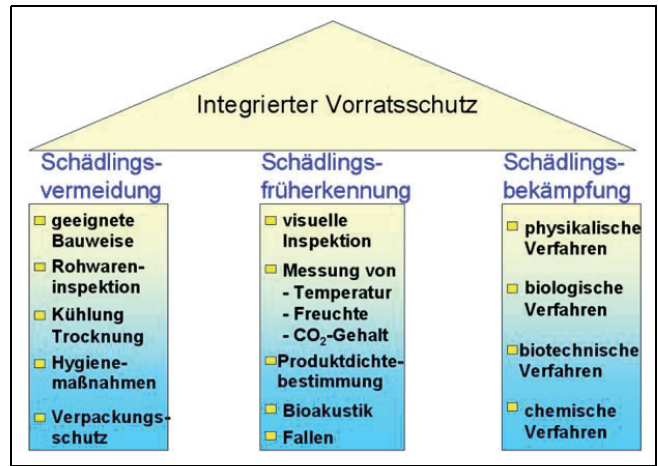 Integrierter Vorratsschutz
Schädlings-
vermeidung
geeignete
Bauweise
Rohwaren-
inspektion
Kühlung
Trocknung
Hygiene-
maßnahmen
Verpackungs-
schutz
Schädlings-
früherkennung
visuelle
Inspektion
Messung von
- Temperatur
- Freuchte
- CO₂-Gehalt
Produktdichte-
bestimmung
Bioakustik
Fallen
Schädlings-
bekämpfung
physikalische
Verfahren
biologische
Verfahren
biotechnische
Verfahren
chemische
Verfahren